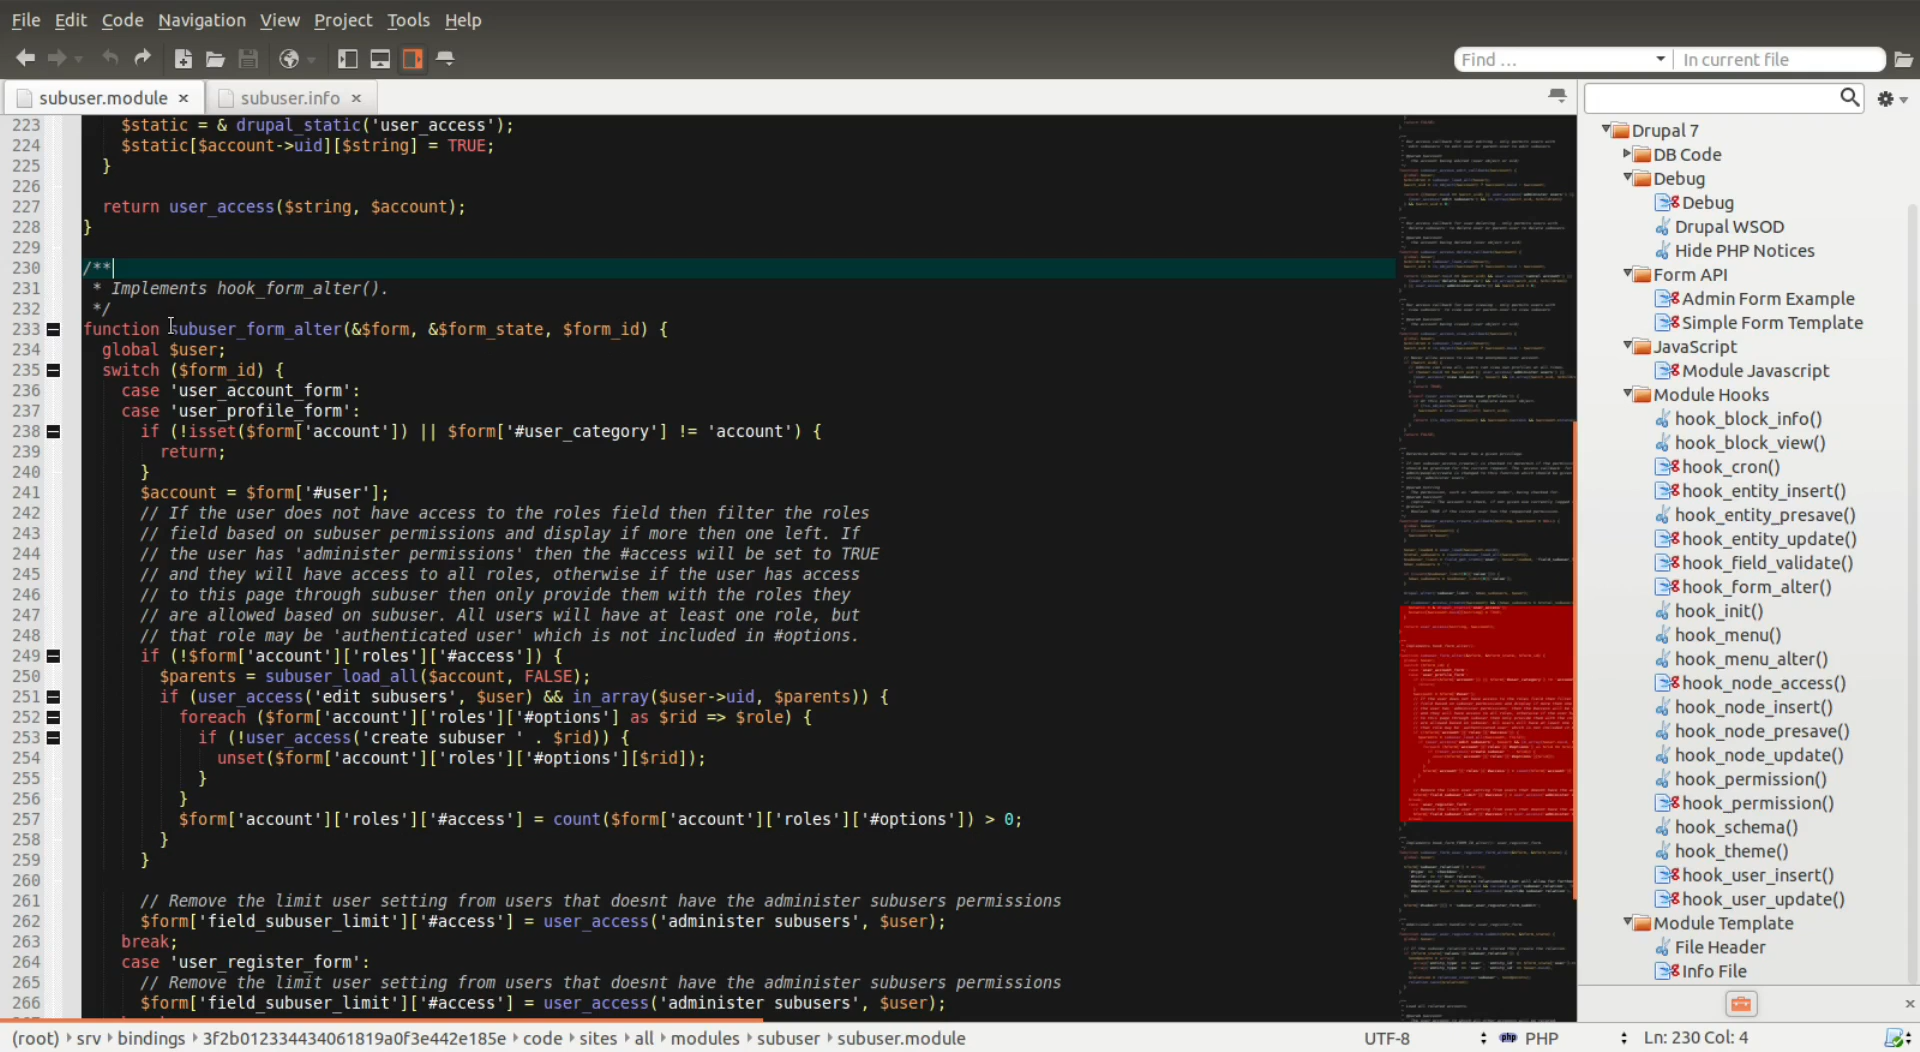 File Edit Code Navigation View Project Tools Help
Find ... In current file
subuser.module × subuser.info ×
223 $static = & drupal_static('user_access');
224 $static[$account->uid][$string] = TRUE;
225 }
226
227 return user_access($string, $account);
228 }
229
230 /**
231 * Implements hook_form_alter().
232 */
233 function subuser_form_alter(&$form, &$form_state, $form_id) {
234 global $user;
235 switch ($form_id) {
236 case 'user_account_form':
237 case 'user_profile_form':
238 if (!isset($form['account']) || $form['#user_category'] != 'account') {
239 return;
240 }
241 $account = $form['#user'];
242 // If the user does not have access to the roles field then filter the roles
243 // field based on subuser permissions and display if more then one left. If
244 // the user has 'administer permissions' then the #access will be set to TRUE
245 // and they will have access to all roles, otherwise if the user has access
246 // to this page through subuser then only provide them with the roles they
247 // are allowed based on subuser. All users will have at least one role, but
248 // that role may be 'authenticated user' which is not included in #options.
249 if (!$form['account']['roles']['#access']) {
250 $parents = subuser_load_all($account, FALSE);
251 if (user_access('edit subusers', $user) && in_array($user->uid, $parents)) {
252 foreach ($form['account']['roles']['#options'] as $rid => $role) {
253 if (!user_access('create subuser ' . $rid)) {
254 unset($form['account']['roles']['#options'][$rid]);
255 }
256 }
257 $form['account']['roles']['#access'] = count($form['account']['roles']['#options']) > 0;
258 }
259 }
260
261 // Remove the limit user setting from users that doesnt have the administer subusers permissions
262 $form['field_subuser_limit']['#access'] = user_access('administer subusers', $user);
263 break;
264 case 'user_register_form':
265 // Remove the limit user setting from users that doesnt have the administer subusers permissions
266 $form['field_subuser_limit']['#access'] = user_access('administer subusers', $user);
Drupal 7
DB Code
Debug
Debug
Drupal WSOD
Hide PHP Notices
Form API
Admin Form Example
Simple Form Template
JavaScript
Module Javascript
Module Hooks
hook_block_info()
hook_block_view()
hook_cron()
hook_entity_insert()
hook_entity_presave()
hook_entity_update()
hook_field_validate()
hook_form_alter()
hook_init()
hook_menu()
hook_menu_alter()
hook_node_access()
hook_node_insert()
hook_node_presave()
hook_node_update()
hook_permission()
hook_permission()
hook_schema()
hook_theme()
hook_user_insert()
hook_user_update()
Module Template
File Header
Info File
(root) srv bindings 3f2b012334434061819a0f3e442e185e code sites all modules subuser subuser.module UTF-8 php PHP Ln: 230 Col: 4